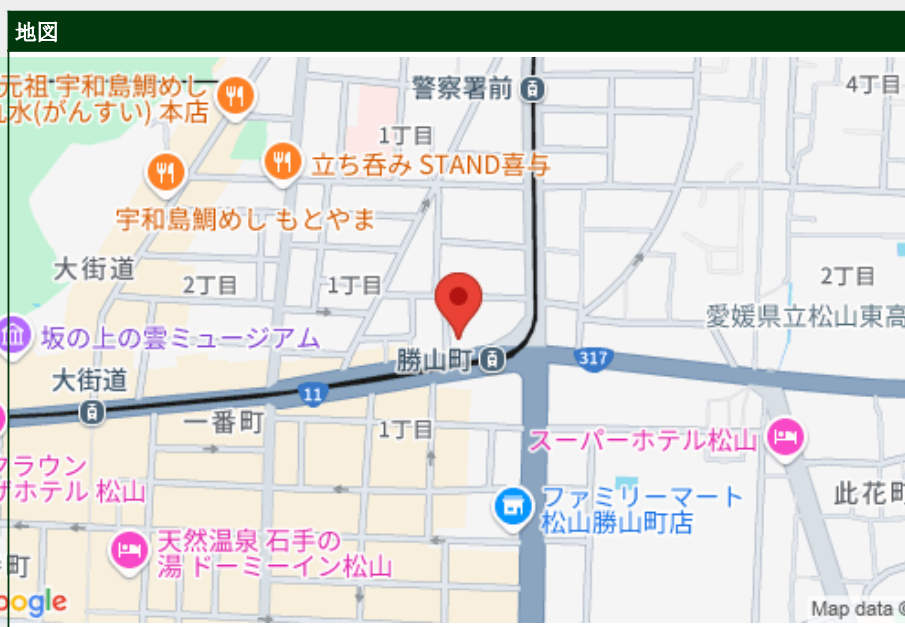 地図
元祖 宇和島鯛めし
水(がんすい) 本店
警察署前
4丁目
1丁目
立ち呑み STAND喜与
宇和島鯛めし もとやま
大街道
2丁目
1丁目
2丁目
愛媛県立松山東高
坂の上の雲ミュージアム
勝山町
317
大街道
11
一番町
1丁目
スーパーホテル松山
クラウン
ザホテル 松山
ファミリーマート
松山勝山町店
此花町
天然温泉 石手の
湯 ドーミーイン松山
町
oogle
Map data ©